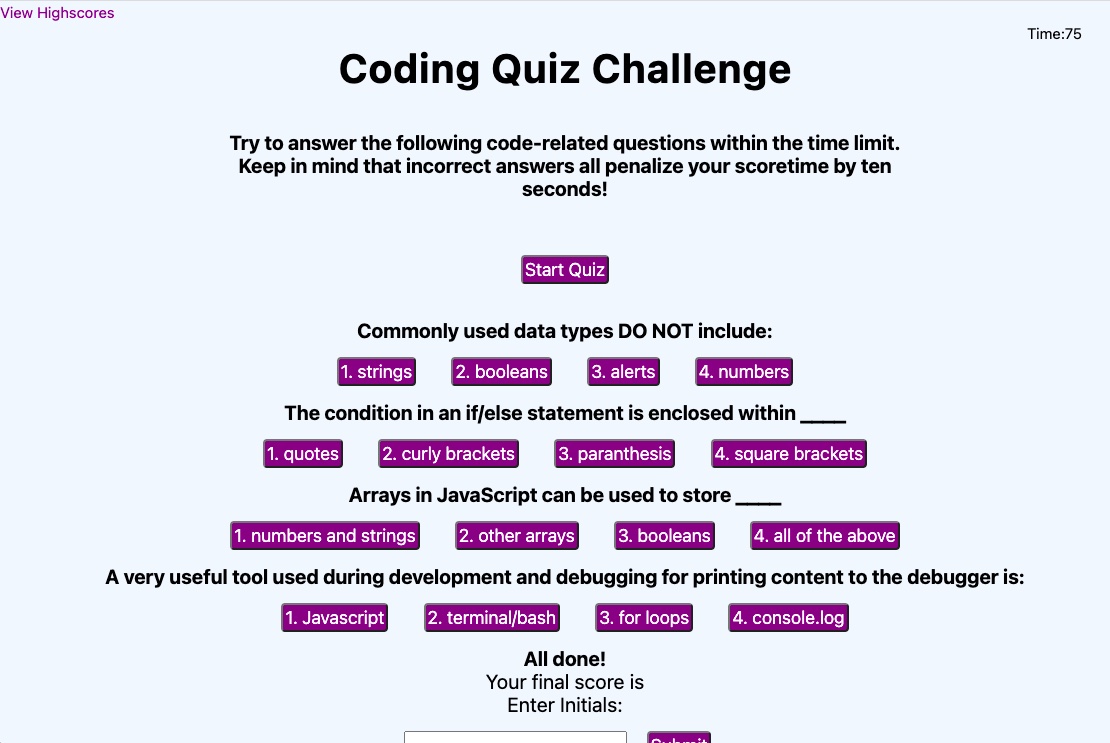 View Highscores
Time:75
Coding Quiz Challenge
Try to answer the following code-related questions within the time limit.
Keep in mind that incorrect answers all penalize your scoretime by ten
seconds!
Start Quiz
Commonly used data types DO NOT include:
1. strings 2. booleans 3. alerts 4. numbers
The condition in an if/else statement is enclosed within ____
1. quotes 2. curly brackets 3. paranthesis 4. square brackets
Arrays in JavaScript can be used to store ____
1. numbers and strings 2. other arrays 3. booleans 4. all of the above
A very useful tool used during development and debugging for printing content to the debugger is:
1. Javascript 2. terminal/bash 3. for loops 4. console.log
All done!
Your final score is
Enter Initials:
Submit